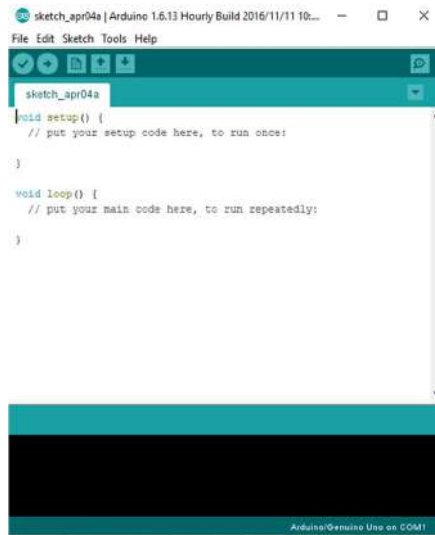 sketch_apr04a | Arduino 1.6.13 Hourly Build 2016/11/11 10:...
File Edit Sketch Tools Help
sketch_apr04a
void setup() {
// put your setup code here, to run once:
}
void loop() {
// put your main code here, to run repeatedly:
}
Arduino/Genuino Uno on COM1